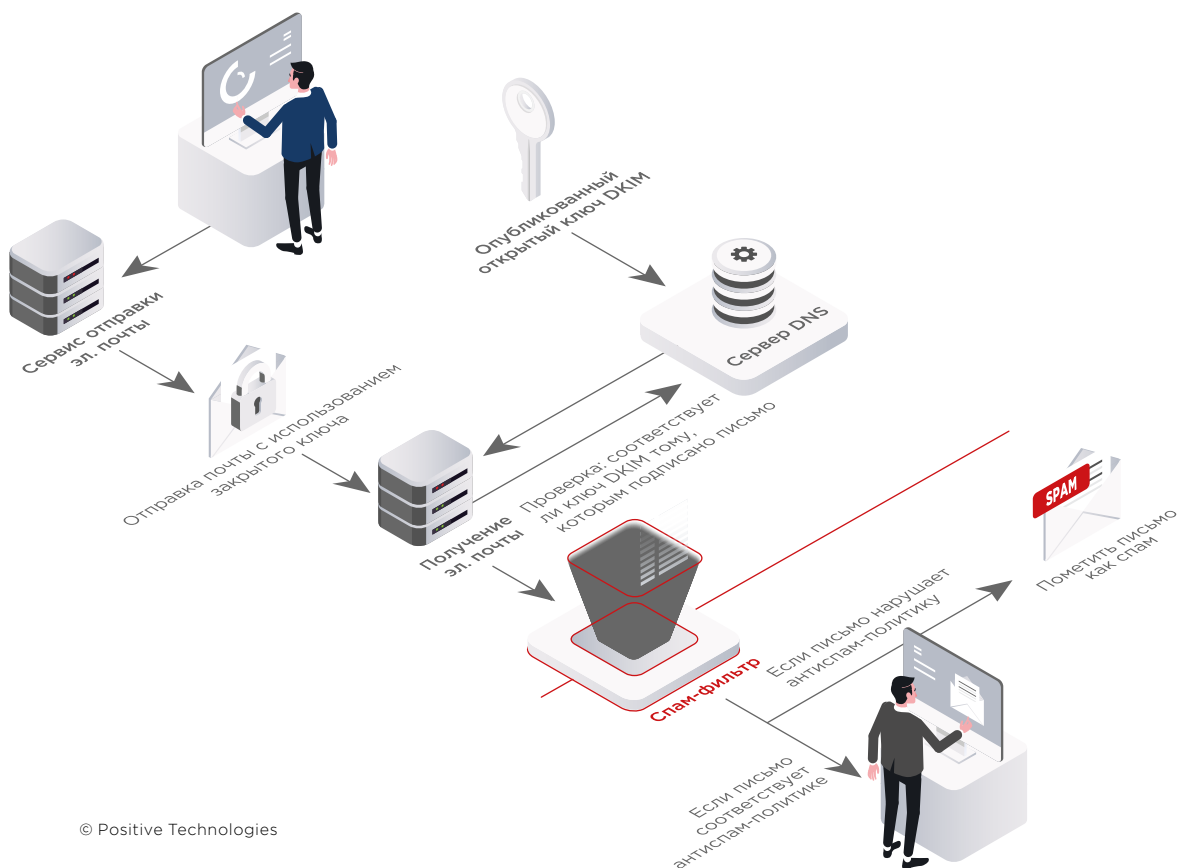 Опубликованный
открытый ключ DKIM
Сервер DNS
Сервис отправки
эл. почты
Отправка почты с использованием
закрытого ключа
Проверка: соответствует
ли ключ DKIM тому,
которым подписано письмо
Получение
эл. почты
SPAM
Пометить письмо
как спам
Если письмо нарушает
антиспам-политику
Спам-фильтр
Если письмо
соответствует
антиспам-политике
© Positive Technologies